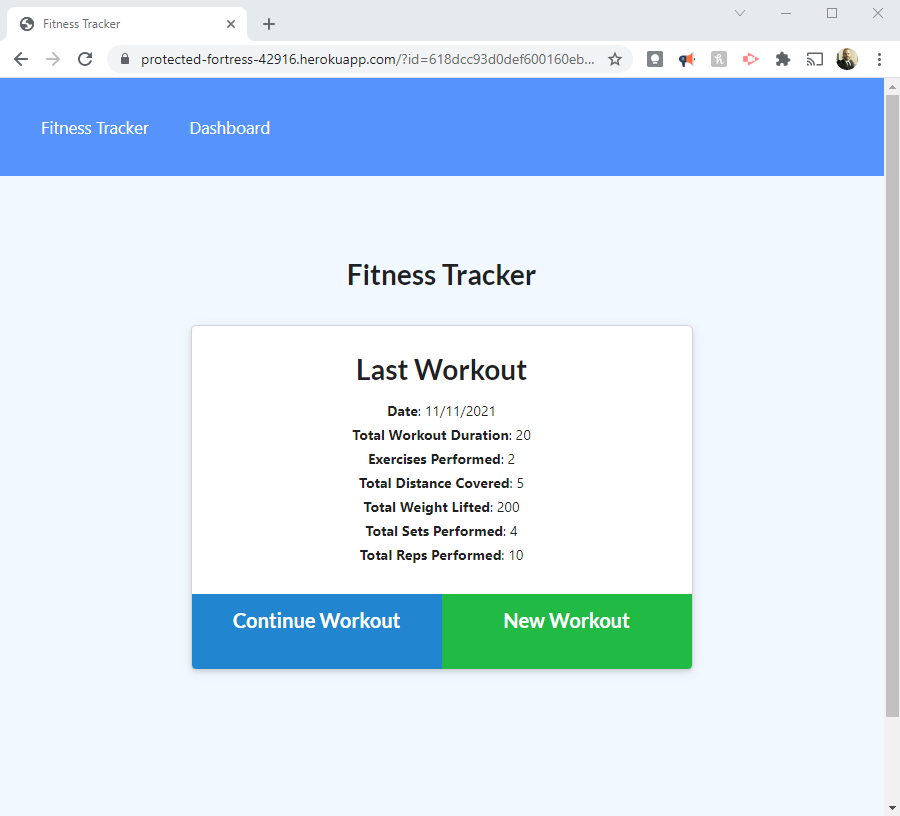 Fitness Tracker
protected-fortress-42916.herokuapp.com/?id=618dcc93d0def600160eb...
Fitness Tracker Dashboard
Fitness Tracker
Last Workout
Date: 11/11/2021
Total Workout Duration: 20
Exercises Performed: 2
Total Distance Covered: 5
Total Weight Lifted: 200
Total Sets Performed: 4
Total Reps Performed: 10
Continue Workout New Workout